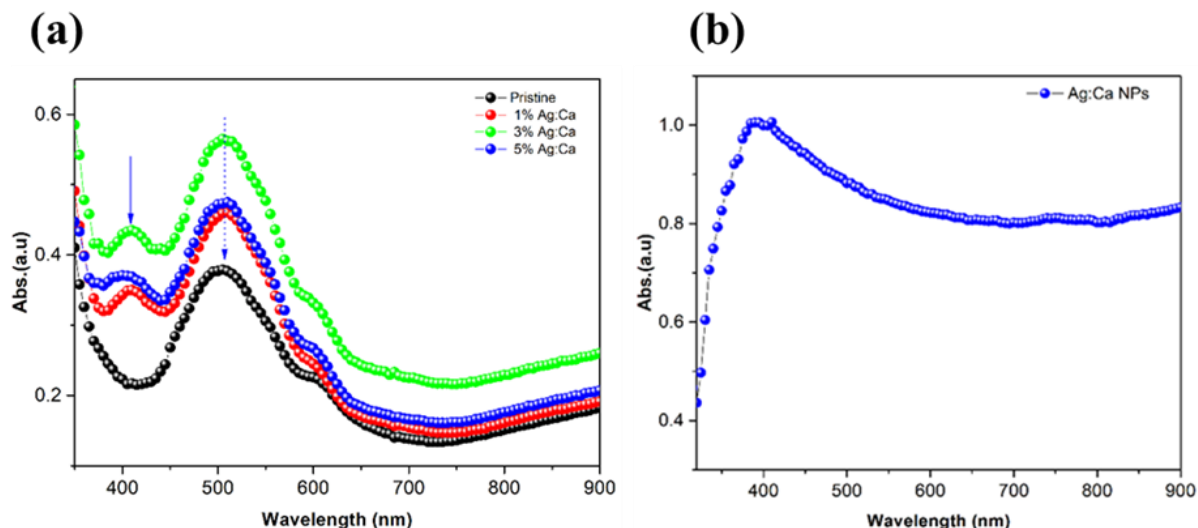 (a)
Pristine
1% Ag:Ca
3% Ag:Ca
5% Ag:Ca
0.6
0.4
0.2
Abs.(a.u)
400 500 600 700 800 900
Wavelength (nm)
(b)
Ag:Ca NPs
1.0
0.8
0.6
0.4
Abs.(a.u)
400 500 600 700 800 900
Wavelength (nm)